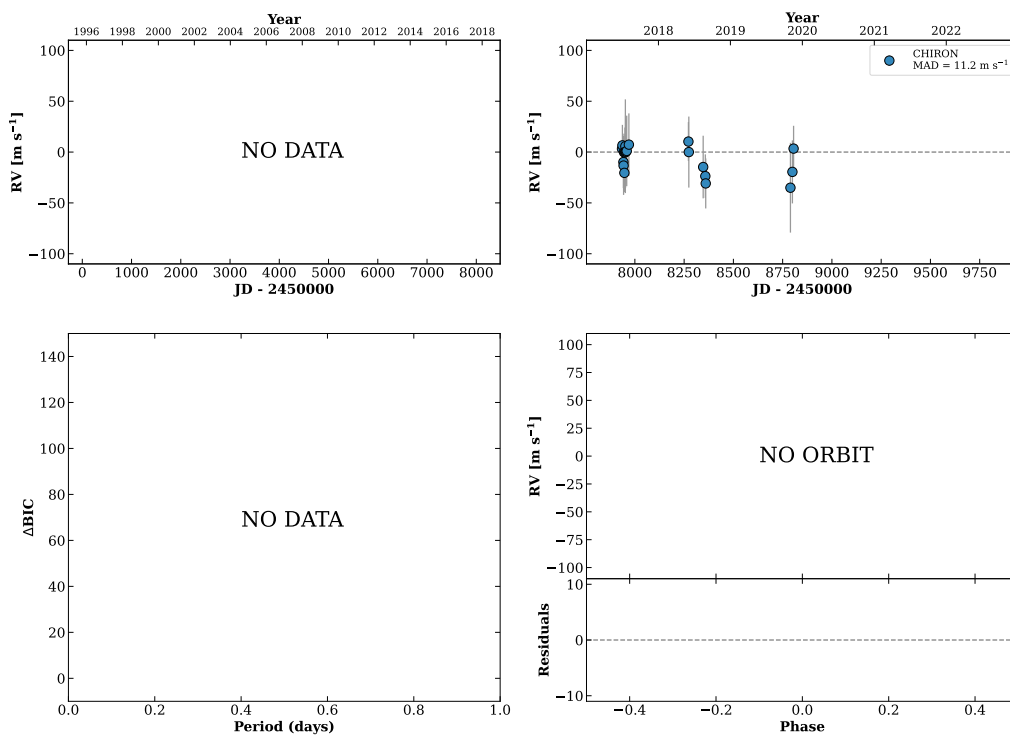 Year
1996 1998 2000 2001 2002 2004 2006 2008 2010 2012 2014 2016 2018
100
50
0
−50
−100
RV [m s⁻¹]
NO DATA
0 1000 2000 3000 4000 5000 6000 7000 8000
JD - 2450000
Year
2018 2019 2020 2021 2022
CHIRON
MAD = 11.2 m s⁻¹
100
50
0
−50
−100
RV [m s⁻¹]
8000 8250 8500 8750 9000 9250 9500 9750
JD - 2450000
140
120
100
80
60
40
20
0
ΔBIC
NO DATA
0.0 0.2 0.4 0.6 0.8 1.0
Period (days)
100
75
50
25
0
−25
−50
−75
−100
RV [m s⁻¹]
NO ORBIT
10
0
−10
Residuals
−0.4 −0.2 0.0 0.2 0.4
Phase